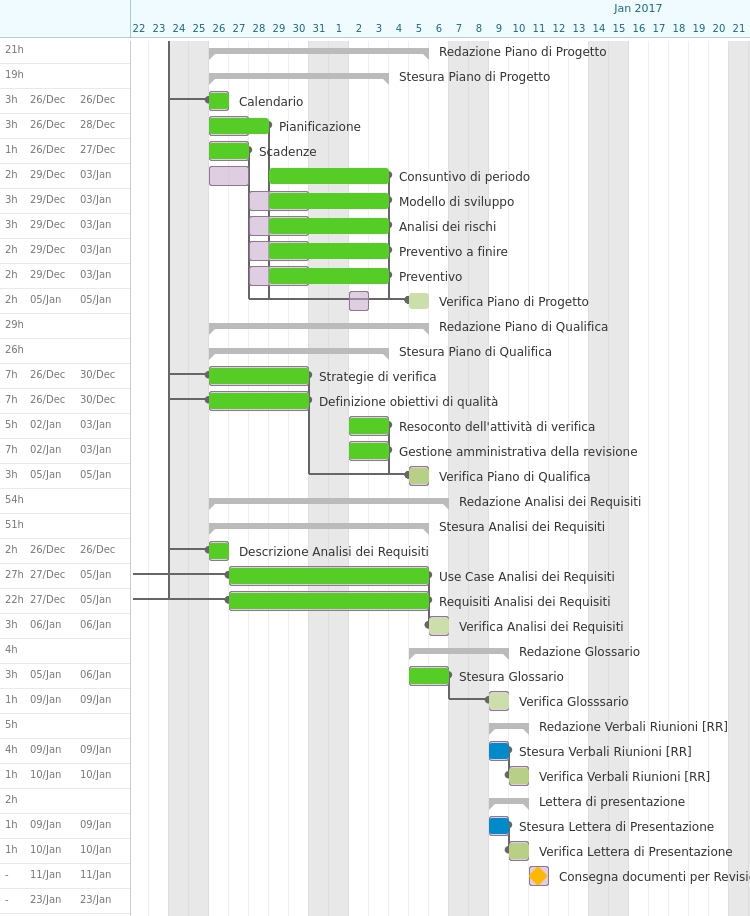 Jan 2017
22 23 24 25 26 27 28 29 30 31 1 2 3 4 5 6 7 8 9 10 11 12 13 14 15 16 17 18 19 20 21
21h Redazione Piano di Progetto
19h Stesura Piano di Progetto
3h 26/Dec 26/Dec Calendario
3h 26/Dec 28/Dec Pianificazione
1h 26/Dec 27/Dec Scadenze
2h 29/Dec 03/Jan Consuntivo di periodo
3h 29/Dec 03/Jan Modello di sviluppo
3h 29/Dec 03/Jan Analisi dei rischi
2h 29/Dec 03/Jan Preventivo a finire
2h 29/Dec 03/Jan Preventivo
2h 05/Jan 05/Jan Verifica Piano di Progetto
29h Redazione Piano di Qualifica
26h Stesura Piano di Qualifica
7h 26/Dec 30/Dec Strategie di verifica
7h 26/Dec 30/Dec Definizione obiettivi di qualità
5h 02/Jan 03/Jan Resoconto dell'attività di verifica
7h 02/Jan 03/Jan Gestione amministrativa della revisione
3h 05/Jan 05/Jan Verifica Piano di Qualifica
54h Redazione Analisi dei Requisiti
51h Stesura Analisi dei Requisiti
2h 26/Dec 26/Dec Descrizione Analisi dei Requisiti
27h 27/Dec 05/Jan Use Case Analisi dei Requisiti
22h 27/Dec 05/Jan Requisiti Analisi dei Requisiti
3h 06/Jan 06/Jan Verifica Analisi dei Requisiti
4h Redazione Glossario
3h 05/Jan 06/Jan Stesura Glossario
1h 09/Jan 09/Jan Verifica Glosssario
5h Redazione Verbali Riunioni [RR]
4h 09/Jan 09/Jan Stesura Verbali Riunioni [RR]
1h 10/Jan 10/Jan Verifica Verbali Riunioni [RR]
2h Lettera di presentazione
1h 09/Jan 09/Jan Stesura Lettera di Presentazione
1h 10/Jan 10/Jan Verifica Lettera di Presentazione
- 11/Jan 11/Jan Consegna documenti per Revisi
- 23/Jan 23/Jan